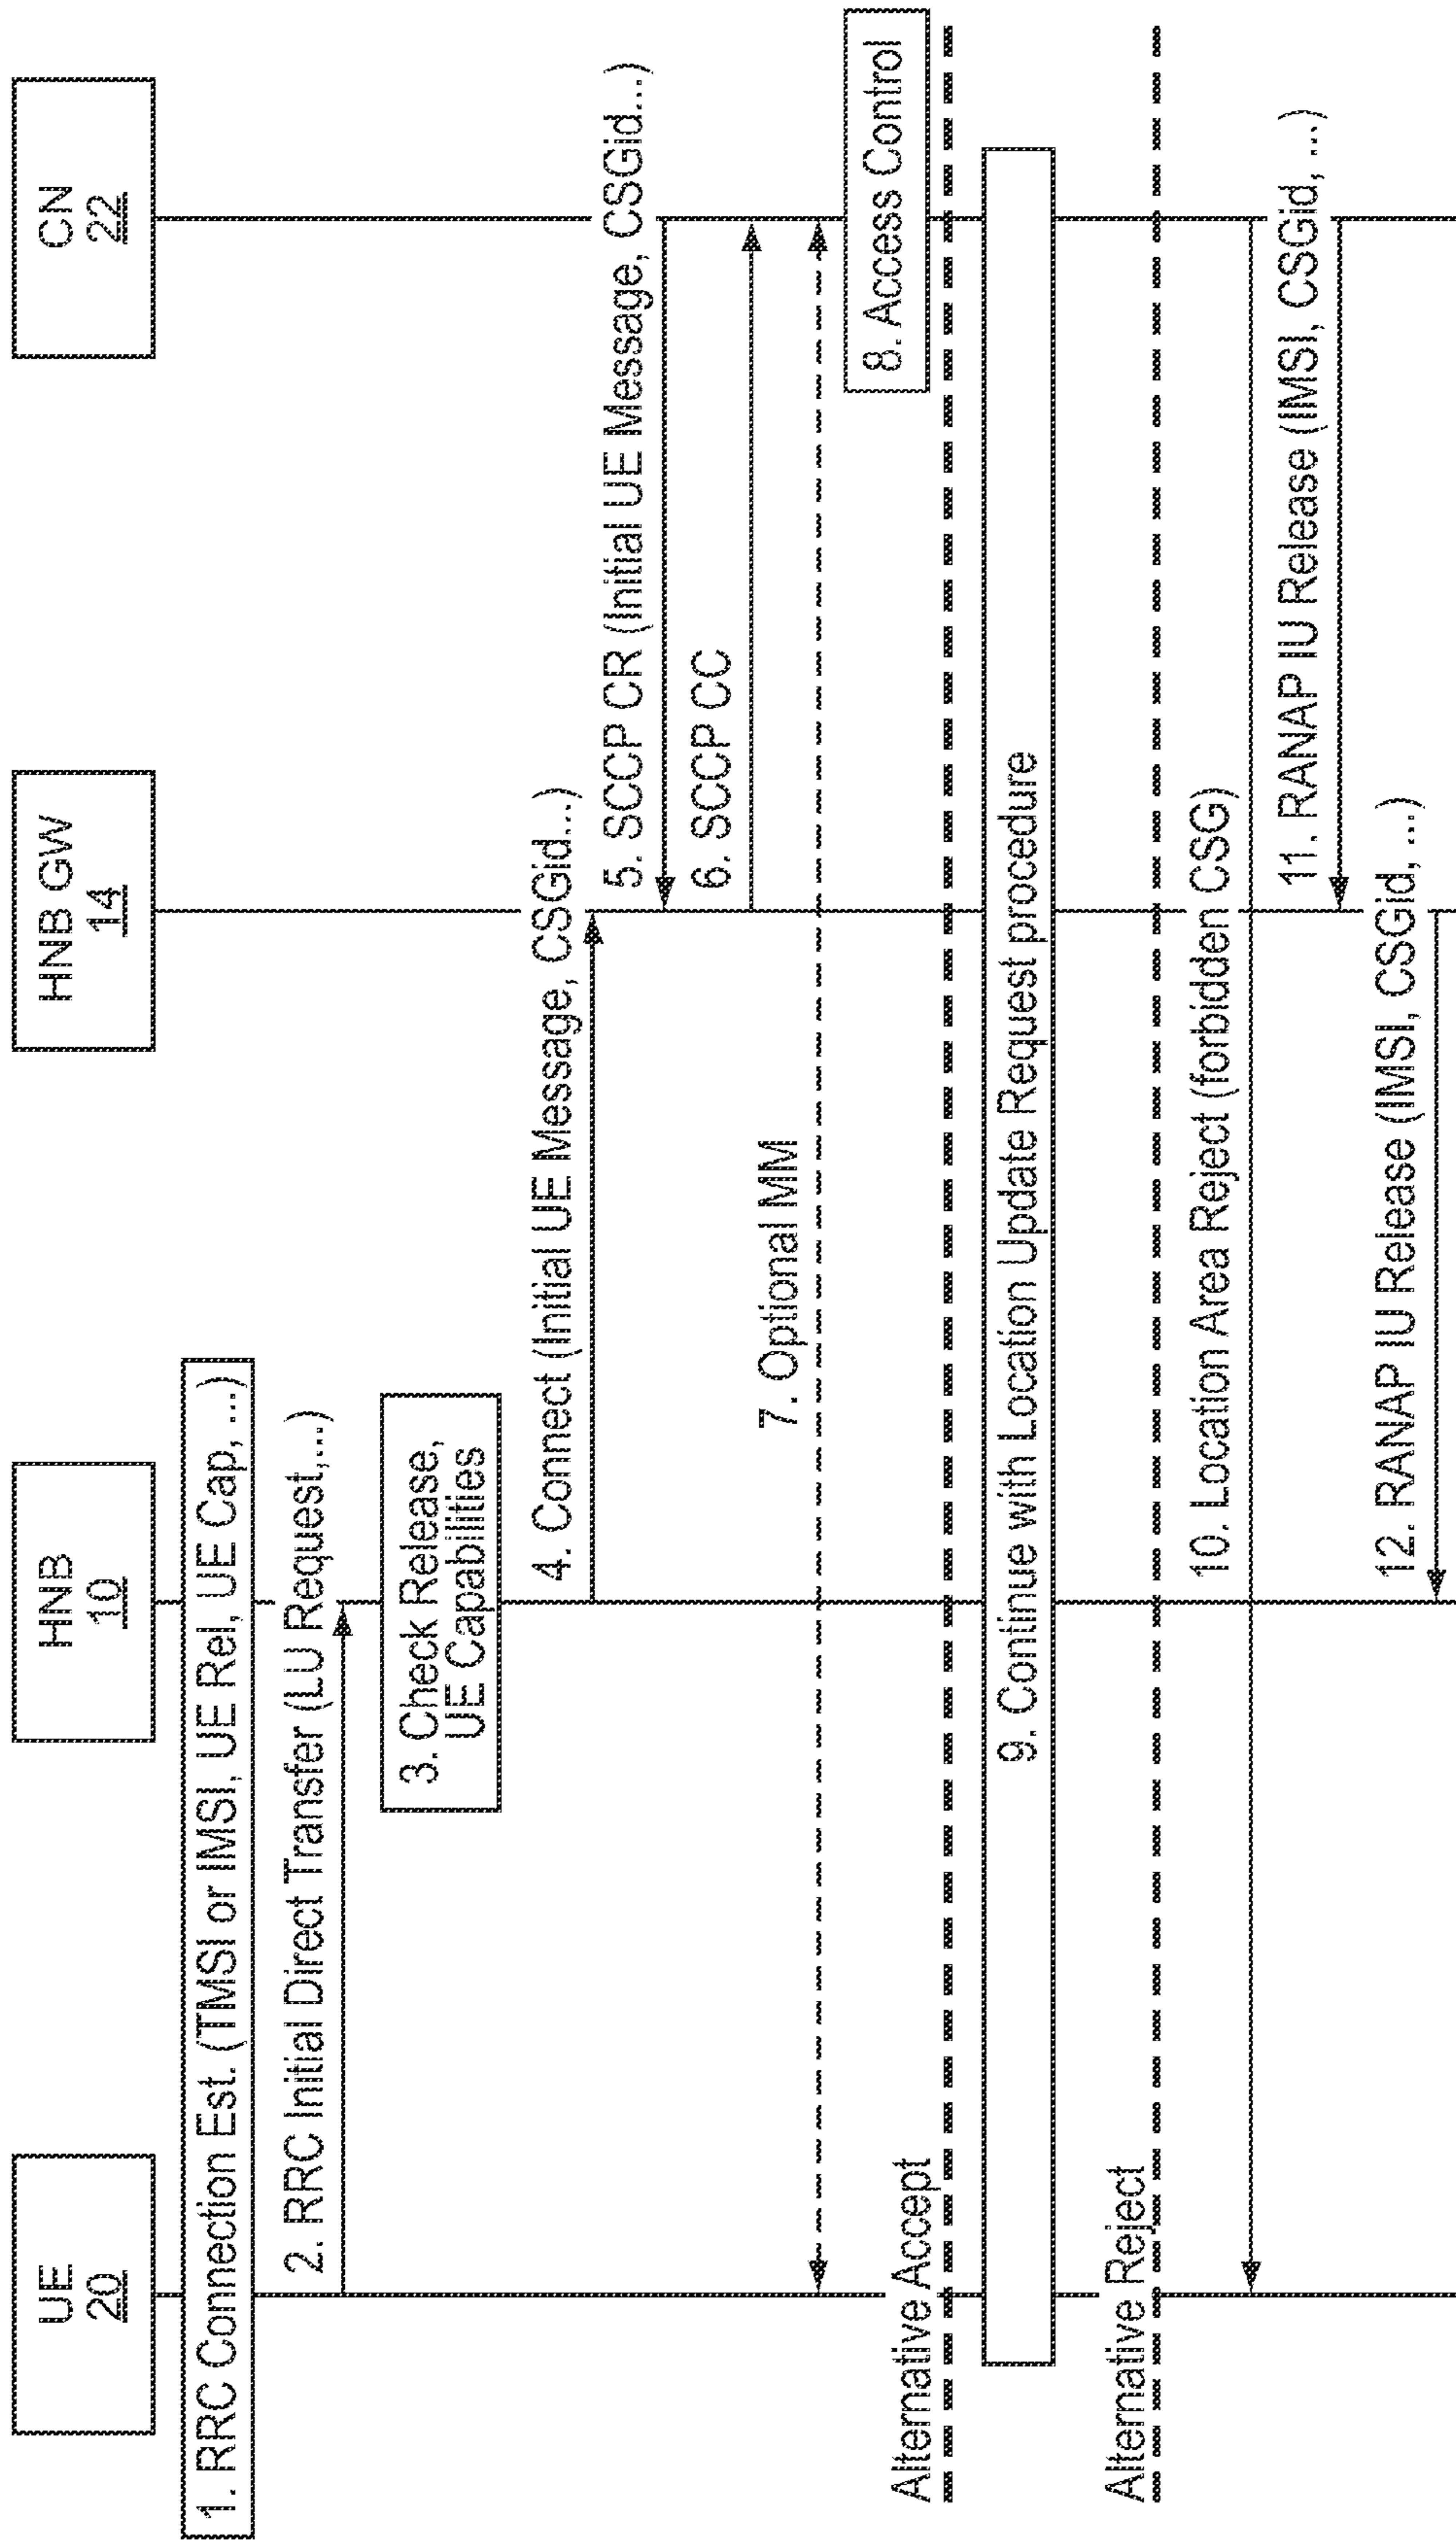 UE
20
HNB
10
HNB GW
14
CN
22
1. RRC Connection Est. (TMSI or IMSI, UE Rel, UE Cap, ...)
2. RRC Initial Direct Transfer (LU Request,...)
3. Check Release,
UE Capabilities
4. Connect (Initial UE Message, CSGid...)
5. SCCP CR (Initial UE Message, CSGid...)
6. SCCP CC
7. Optional MM
8. Access Control
Alternative Accept
9. Continue with Location Update Request procedure
Alternative Reject
10. Location Area Reject (forbidden CSG)
11. RANAP IU Release (IMSI, CSGid, ...)
12. RANAP IU Release (IMSI, CSGid, ...)